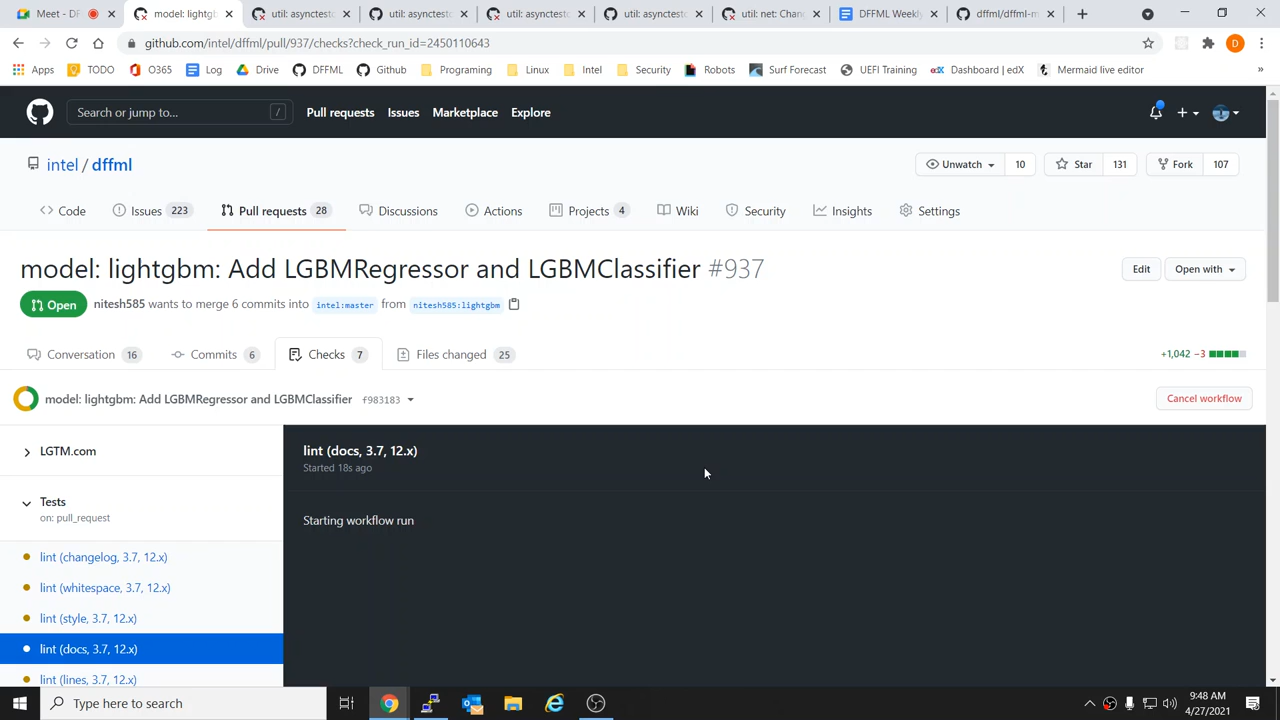 Meet - DF
model: lightgb
util: asynctestc
util: asynctestc
util: asynctestc
util: asynctestc
util: net: Chan
DFFML Weekly
dffml/dffml-m
github.com/intel/dffml/pull/937/checks?check_run_id=2450110643
D
Apps
TODO
O365
Log
Drive
DFFML
Github
Programing
Linux
Intel
Security
Robots
Surf Forecast
UEFI Training
Dashboard | edX
Mermaid live editor
»
Search or jump to...
/
Pull requests
Issues
Marketplace
Explore
intel / dffml
Unwatch
10
Star
131
Fork
107
Code
Issues 223
Pull requests 28
Discussions
Actions
Projects 4
Wiki
Security
Insights
Settings
model: lightgbm: Add LGBMRegressor and LGBMClassifier #937
Edit
Open with
Open
nitesh585 wants to merge 6 commits into intel:master from nitesh585:lightgbm
Conversation 16
Commits 6
Checks 7
Files changed 25
+1,042 −3
model: lightgbm: Add LGBMRegressor and LGBMClassifier f983183
Cancel workflow
LGTM.com
Tests
on: pull_request
lint (changelog, 3.7, 12.x)
lint (whitespace, 3.7, 12.x)
lint (style, 3.7, 12.x)
lint (docs, 3.7, 12.x)
lint (lines, 3.7, 12.x)
lint (docs, 3.7, 12.x)
Started 18s ago
Starting workflow run
Type here to search
9:48 AM
4/27/2021